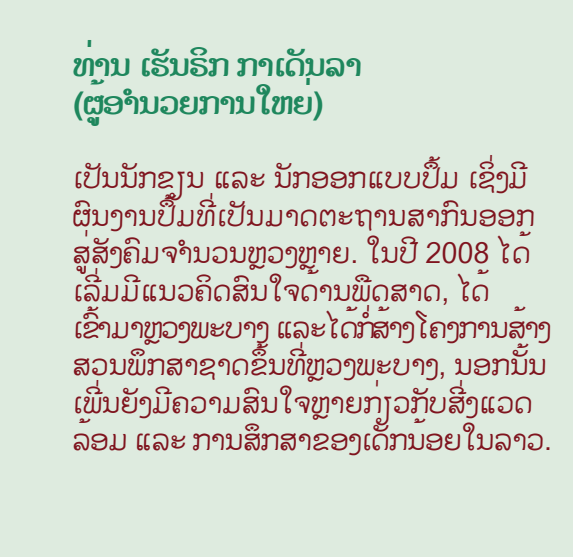 ທ່ານ ເຮັນຣິກ ກາເດັນລາ
(ຜູ້ອໍານວຍການໃຫຍ່)
ເປັນນັກຂຽນ ແລະ ນັກອອກແບບປຶ້ມ ເຊິ່ງມີ
ຜົນງານປຶ້ມທີ່ເປັນມາດຕະຖານສາກົນອອກ
ສູ່ສັງຄົມຈໍານວນຫຼວງຫຼາຍ. ໃນປີ 2008 ໄດ້
ເລີ່ມມີແນວຄິດສົນໃຈດ້ານພືດສາດ, ໄດ້
ເຂົ້າມາຫຼວງພະບາງ ແລະໄດ້ກໍ່ສ້າງໂຄງການສ້າງ
ສວນພຶກສາຊາດຂຶ້ນທີ່ຫຼວງພະບາງ, ນອກນັ້ນ
ເພີ່ນຍັງມີຄວາມສົນໃຈຫຼາຍກ່ຽວກັບສີ່ງແວດ
ລ້ອມ ແລະ ການສຶກສາຂອງເດັກນ້ອຍໃນລາວ.